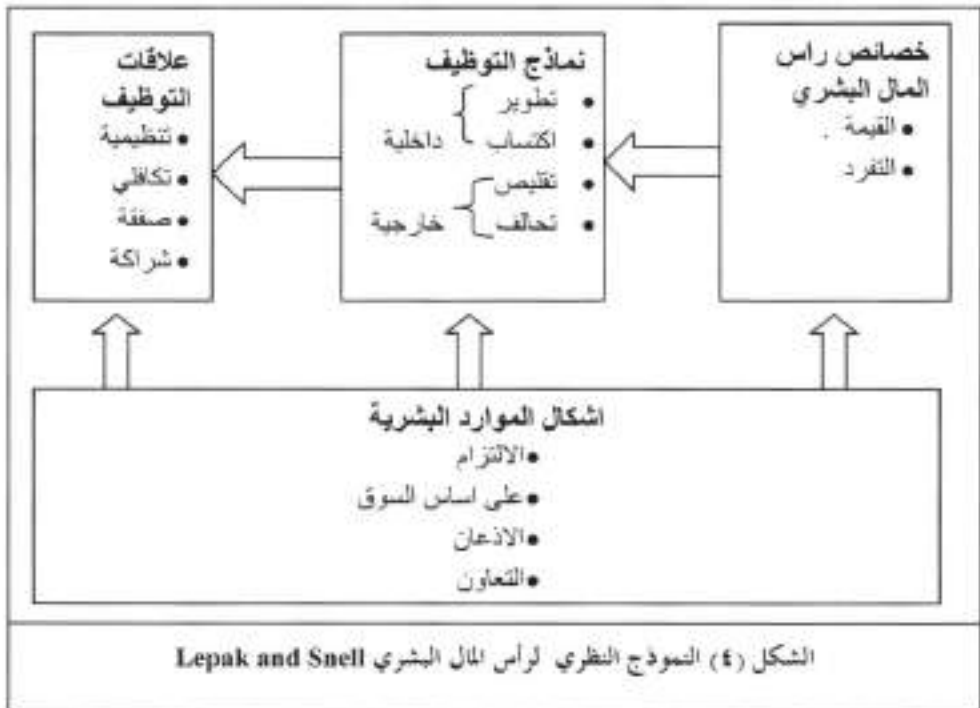 خصائص راس
المال البشري
• القيمة .
• التفرد
نماذج التوظيف
• تطوير
• اكتساب } داخلية
• تقليص
• تحالف } خارجية
علاقات
التوظيف
• تنظيمية
• تكافلي
• صفقة
• شراكة
اشكال الموارد البشرية
• الالتزام
• على اساس السوق
• الاذعان
• التعاون
الشكل (٤) النموذج النظري لرأس المال البشري Lepak and Snell